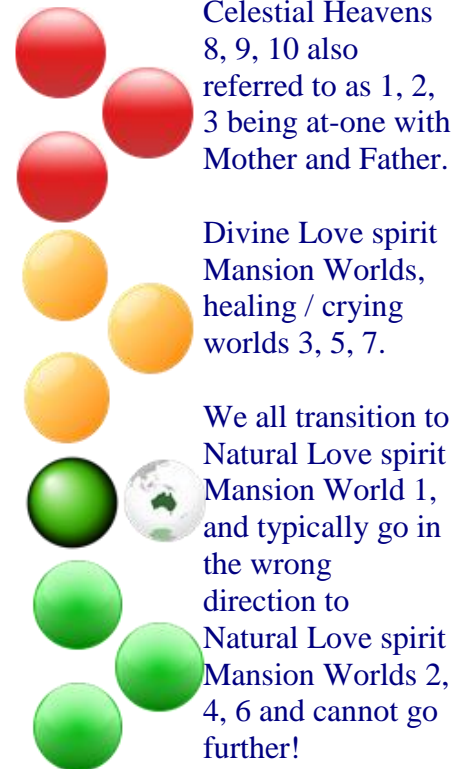 Celestial Heavens
8, 9, 10 also
referred to as 1, 2,
3 being at-one with
Mother and Father.
Divine Love spirit
Mansion Worlds,
healing / crying
worlds 3, 5, 7.
We all transition to
Natural Love spirit
Mansion World 1,
and typically go in
the wrong
direction to
Natural Love spirit
Mansion Worlds 2,
4, 6 and cannot go
further!